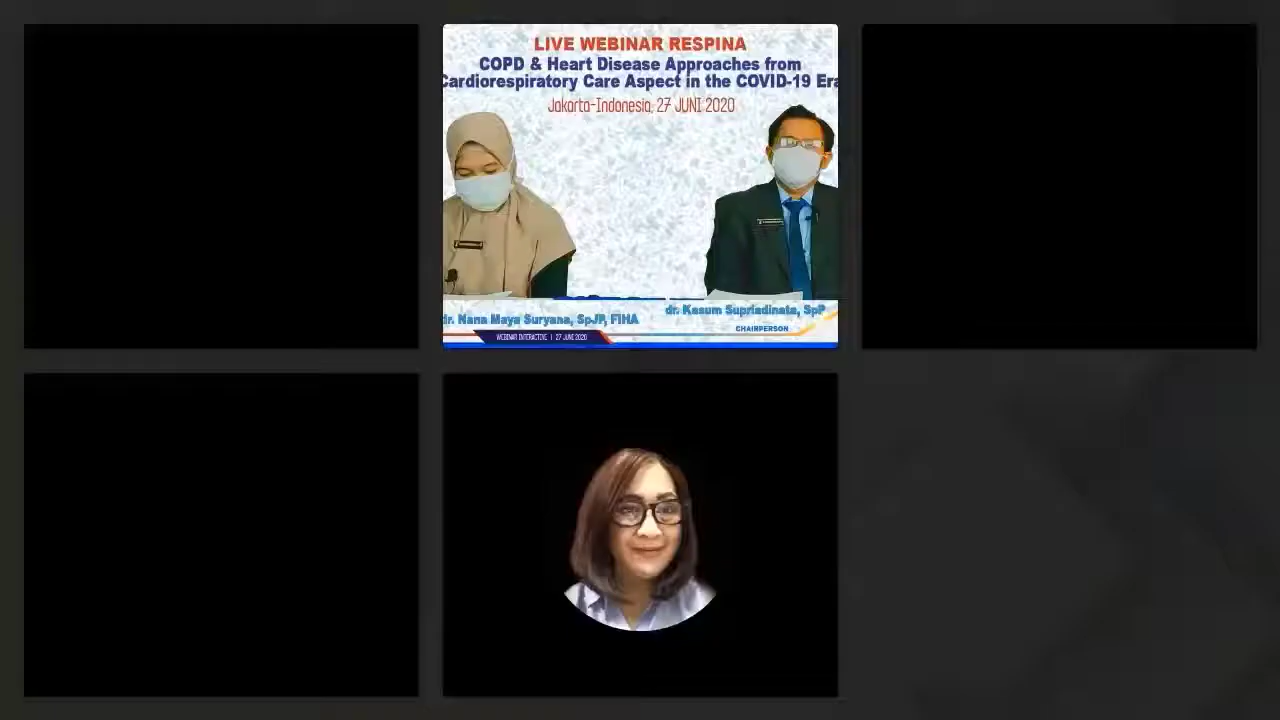 LIVE WEBINAR RESPINA
COPD & Heart Disease Approaches from
Cardiorespiratory Care Aspect in the COVID-19 Era
Jakarta-Indonesia, 27 JUNI 2020
dr. Nana Maya Suryana, SpJP, FIHA
dr. Kasum Supriadinata, SpP
CHAIRPERSON
WEBINAR INTERACTIVE | 27 JUNI 2020